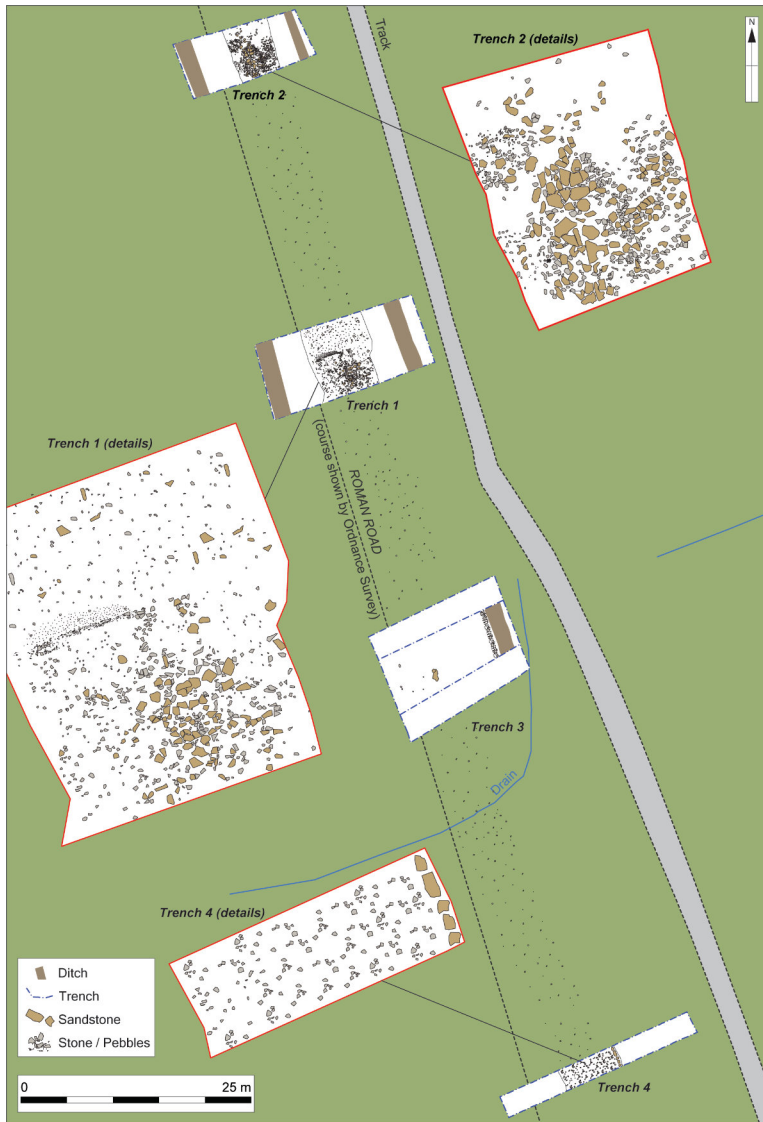 N
Track
Trench 2 (details)
Trench 2
Trench 1
Trench 1 (details)
ROMAN ROAD
(course shown by Ordnance Survey)
Trench 3
Drain
Trench 4 (details)
Ditch
Trench
Sandstone
Stone / Pebbles
0 25 m
Trench 4